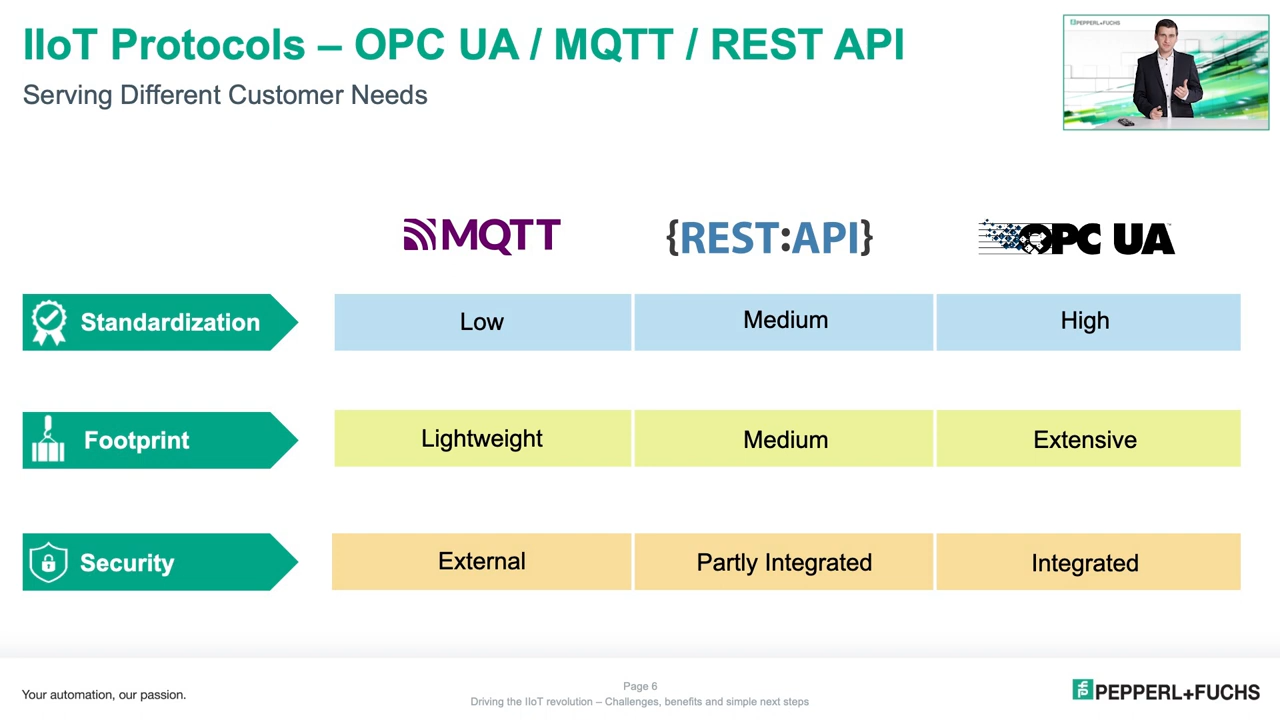 IIoT Protocols – OPC UA / MQTT / REST API
Serving Different Customer Needs
PEPPERL+FUCHS
MQTT
{REST:API}
OPC UA
Standardization
Low
Medium
High
Footprint
Lightweight
Medium
Extensive
Security
External
Partly Integrated
Integrated
Your automation, our passion.
Page 6
Driving the IIoT revolution – Challenges, benefits and simple next steps
PEPPERL+FUCHS